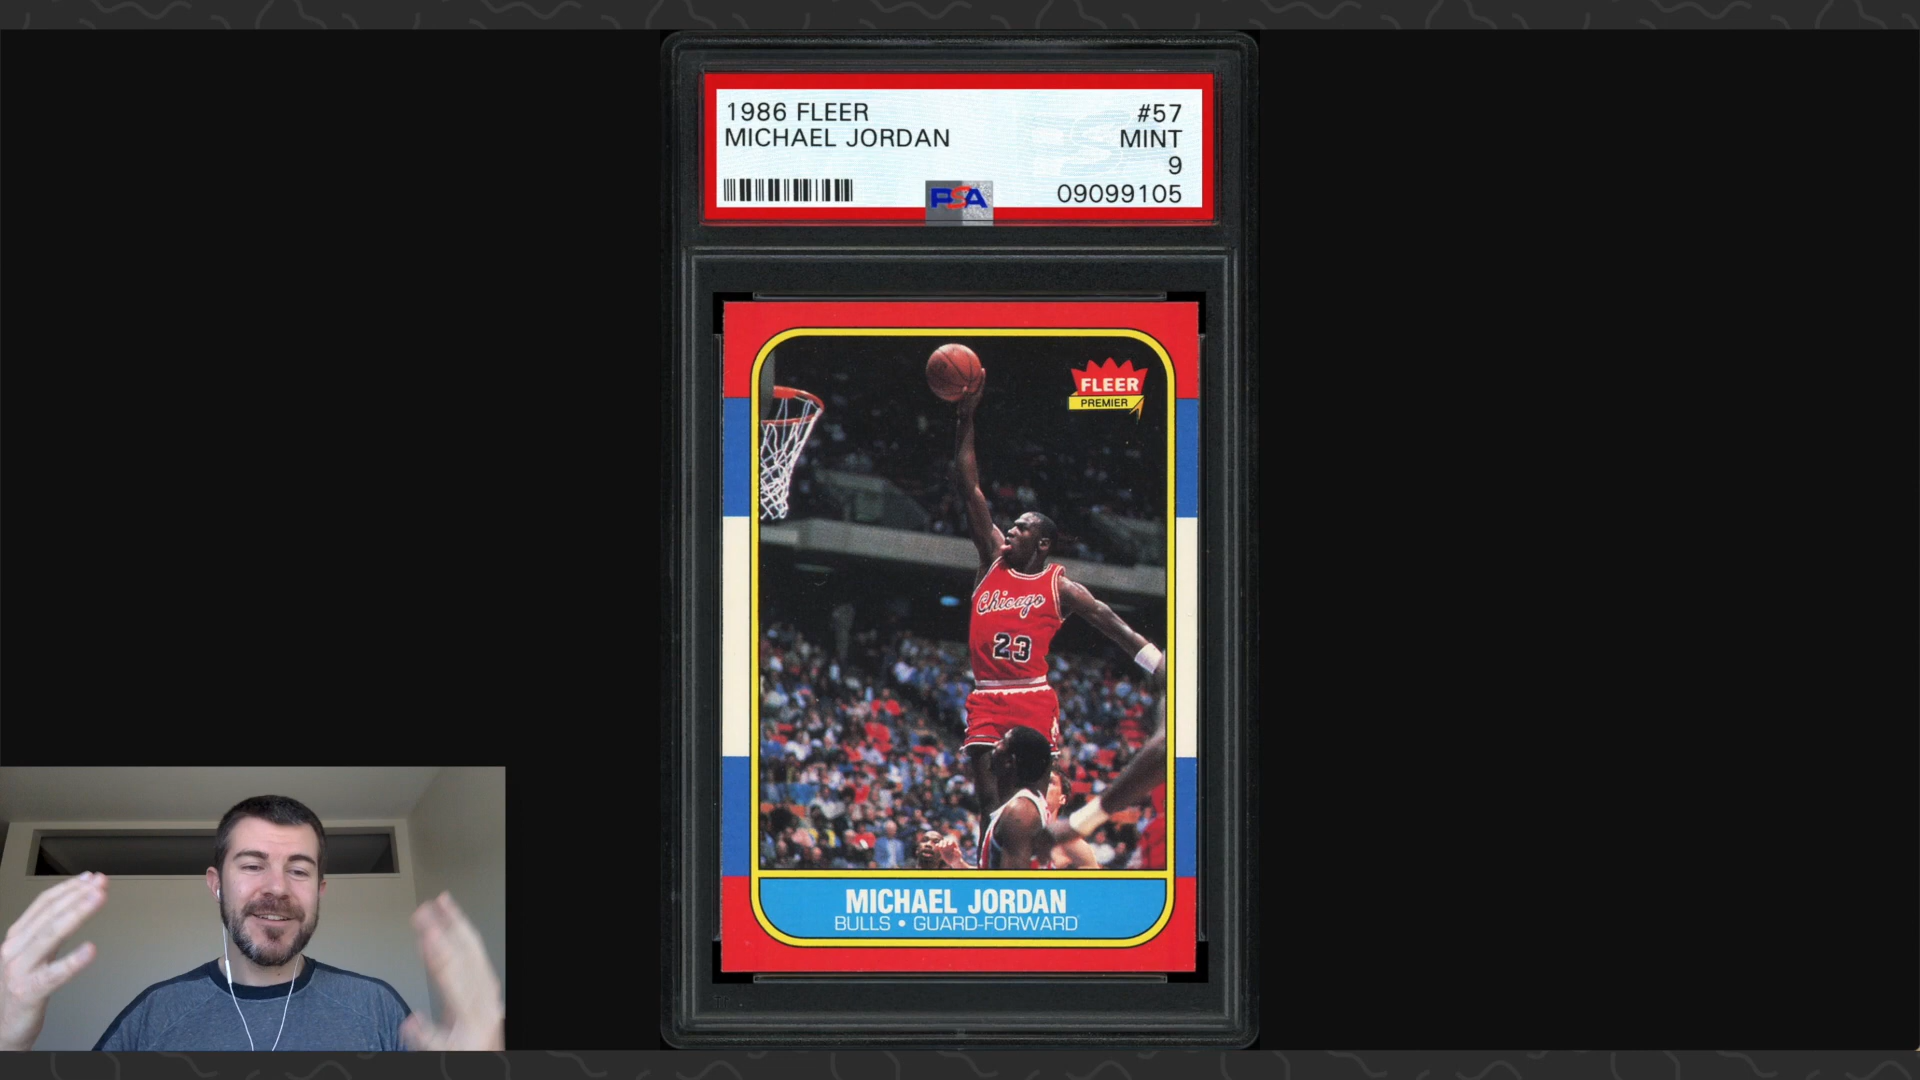 1986 FLEER #57
MICHAEL JORDAN MINT
9
PSA 09099105
FLEER
PREMIER
Chicago
23
MICHAEL JORDAN
BULLS • GUARD-FORWARD